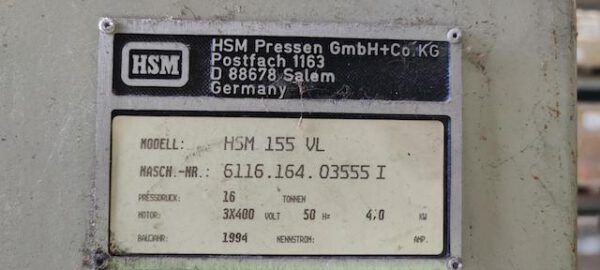 HSM
HSM Pressen GmbH+Co.KG
Postfach 1163
D 88678 Salem
Germany
MODELL: HSM 155 VL
MASCH.-NR.: 6116.164.03555 I
PRESSDRUCK: 16 TONNEN
MOTOR: 3X400 VOLT 50 Hz 4,0 KW
BAUJAHR: 1994 NENNSTROM: AMP.